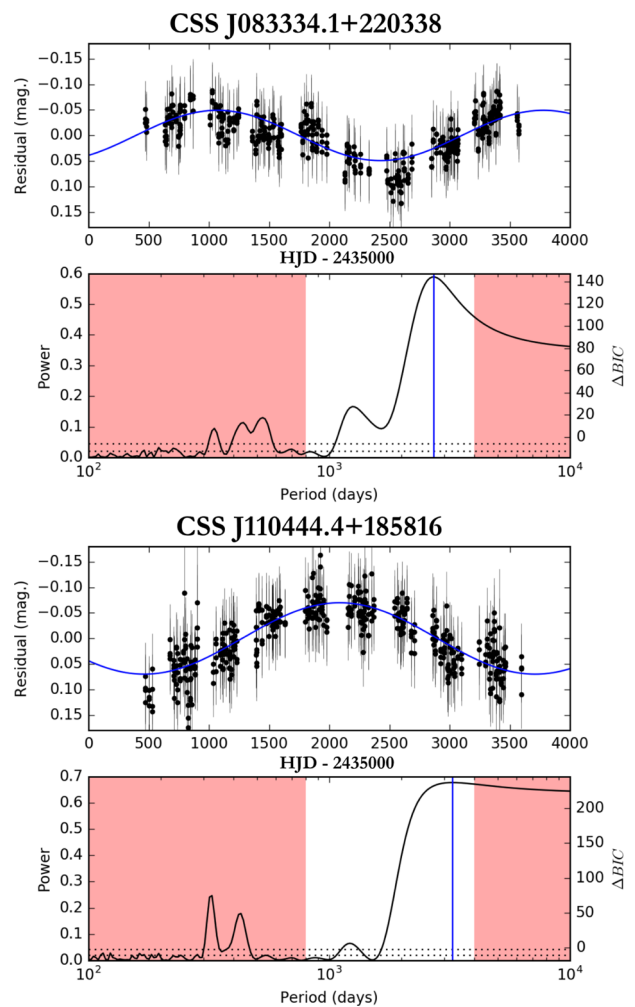 CSS J083334.1+220338
−0.15
−0.10
−0.05
0.00
0.05
0.10
0.15
Residual (mag.)
0 500 1000 1500 2000 2500 3000 3500 4000
HJD - 2435000
0.6
0.5
0.4
0.3
0.2
0.1
0.0
Power
140
120
100
80
60
40
20
0
ΔBIC
10² 10³ 10⁴
Period (days)
CSS J110444.4+185816
−0.15
−0.10
−0.05
0.00
0.05
0.10
0.15
Residual (mag.)
0 500 1000 1500 2000 2500 3000 3500 4000
HJD - 2435000
0.7
0.6
0.5
0.4
0.3
0.2
0.1
0.0
Power
200
150
100
50
0
ΔBIC
10² 10³ 10⁴
Period (days)